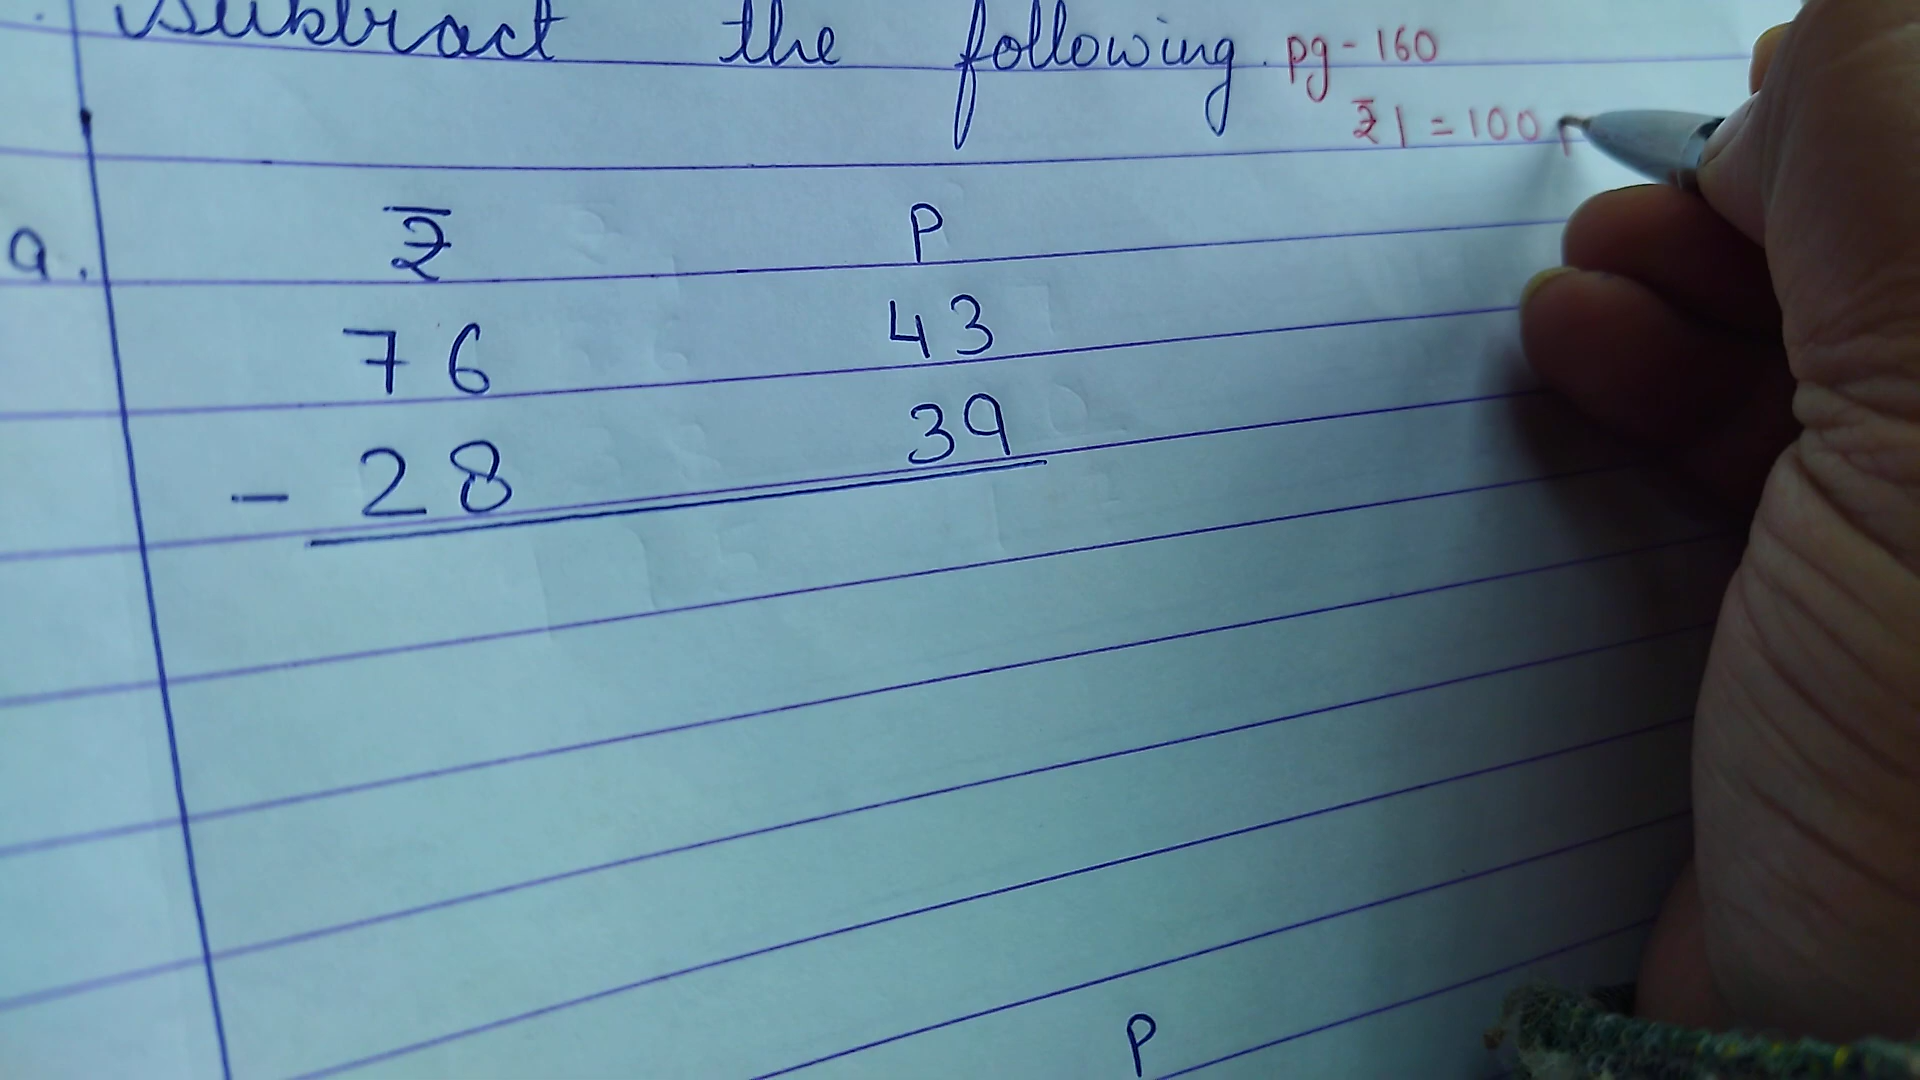 Subtract the following. pg - 160
₹1 = 100 p
a. ₹ P
76 43
- 28 39
P